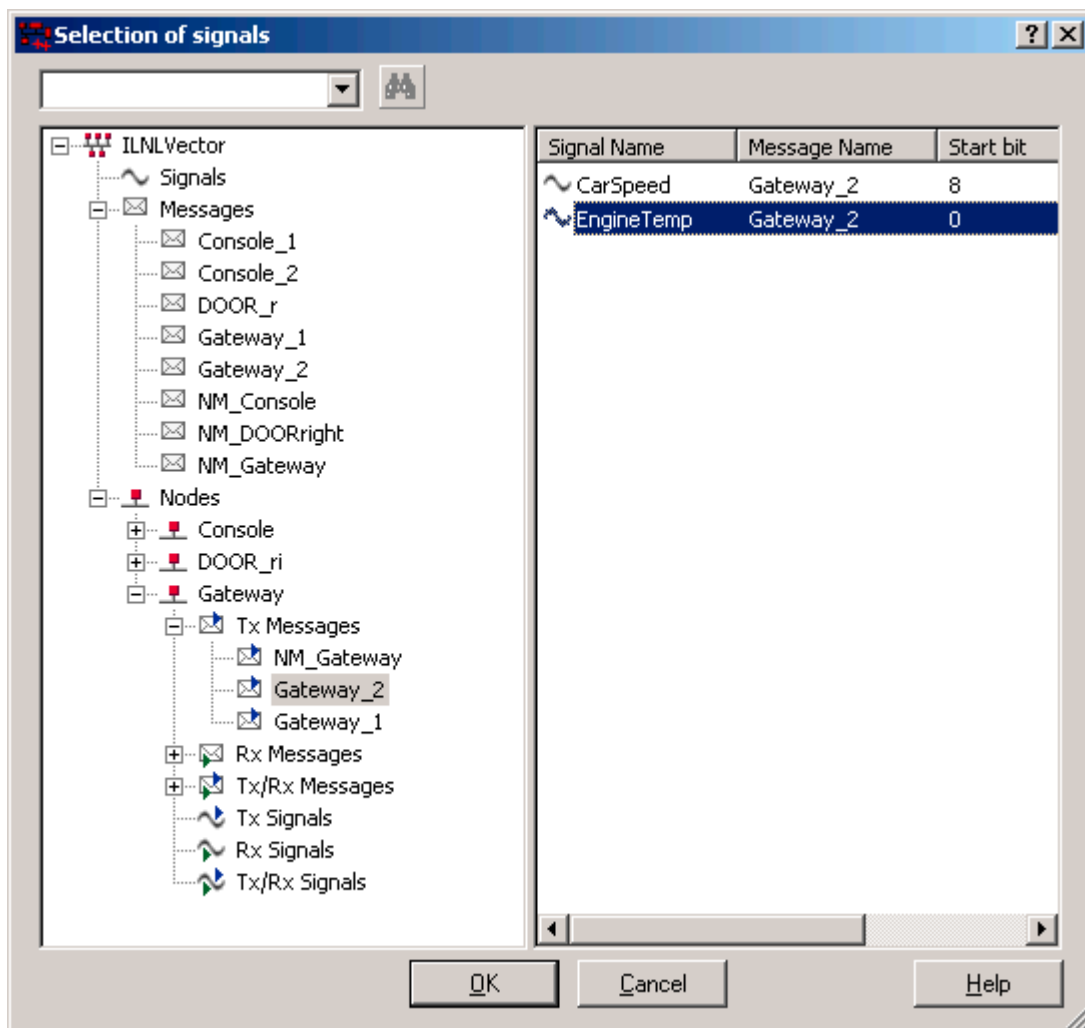 Selection of signals
ILNLVector
Signals
Messages
Console_1
Console_2
DOOR_r
Gateway_1
Gateway_2
NM_Console
NM_DOORright
NM_Gateway
Nodes
Console
DOOR_ri
Gateway
Tx Messages
NM_Gateway
Gateway_2
Gateway_1
Rx Messages
Tx/Rx Messages
Tx Signals
Rx Signals
Tx/Rx Signals
Signal Name Message Name Start bit
CarSpeed Gateway_2 8
EngineTemp Gateway_2 0
OK Cancel Help